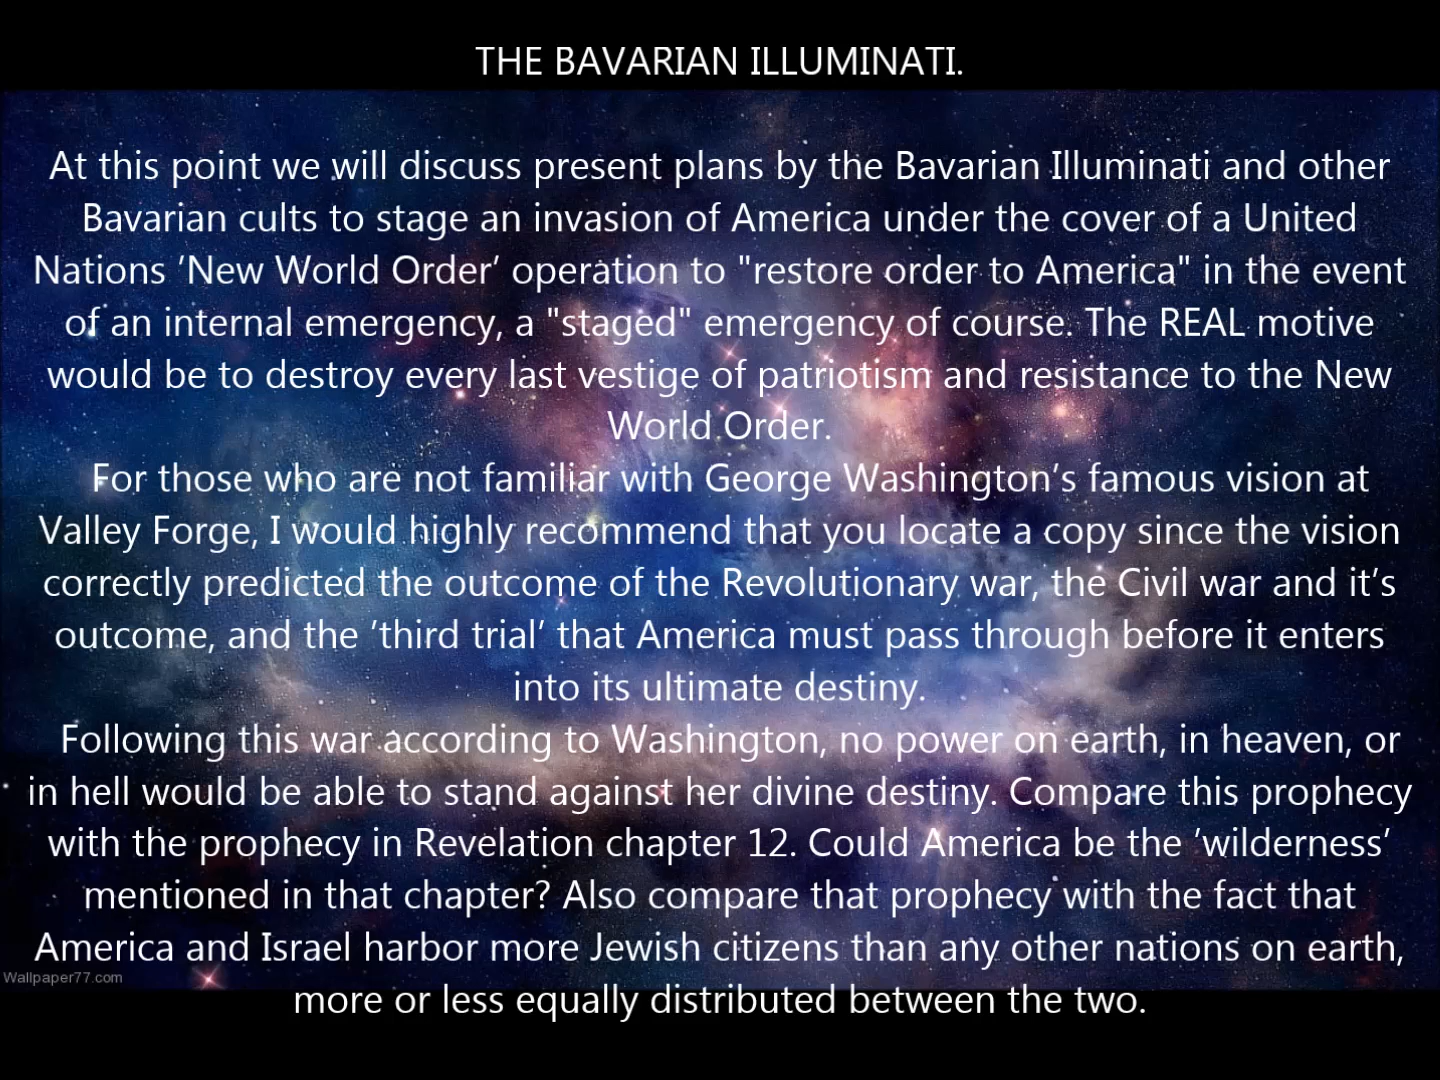 THE BAVARIAN ILLUMINATI.
At this point we will discuss present plans by the Bavarian Illuminati and other
Bavarian cults to stage an invasion of America under the cover of a United
Nations ‘New World Order’ operation to "restore order to America" in the event
of an internal emergency, a "staged" emergency of course. The REAL motive
would be to destroy every last vestige of patriotism and resistance to the New
World Order.
For those who are not familiar with George Washington’s famous vision at
Valley Forge, I would highly recommend that you locate a copy since the vision
correctly predicted the outcome of the Revolutionary war, the Civil war and it’s
outcome, and the ‘third trial’ that America must pass through before it enters
into its ultimate destiny.
Following this war according to Washington, no power on earth, in heaven, or
in hell would be able to stand against her divine destiny. Compare this prophecy
with the prophecy in Revelation chapter 12. Could America be the ‘wilderness’
mentioned in that chapter? Also compare that prophecy with the fact that
America and Israel harbor more Jewish citizens than any other nations on earth,
Wallpaper77.com
more or less equally distributed between the two.